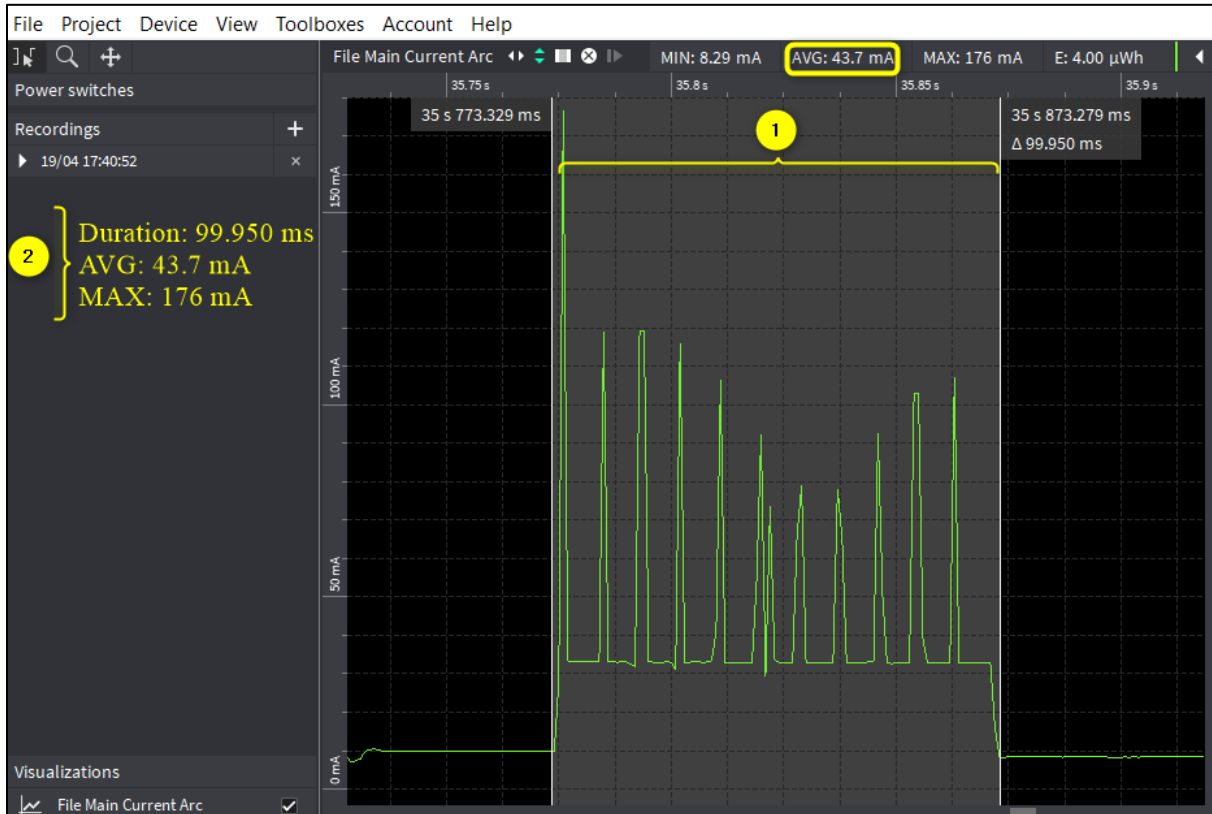 File Project Device View Toolboxes Account Help
File Main Current Arc MIN: 8.29 mA AVG: 43.7 mA MAX: 176 mA E: 4.00 µWh
Power switches
35.75 s 35.8 s 35.85 s 35.9 s
Recordings
35 s 773.329 ms
35 s 873.279 ms
Δ 99.950 ms
19/04 17:40:52
1
150 mA
2
Duration: 99.950 ms
AVG: 43.7 mA
MAX: 176 mA
100 mA
50 mA
0 mA
Visualizations
File Main Current Arc